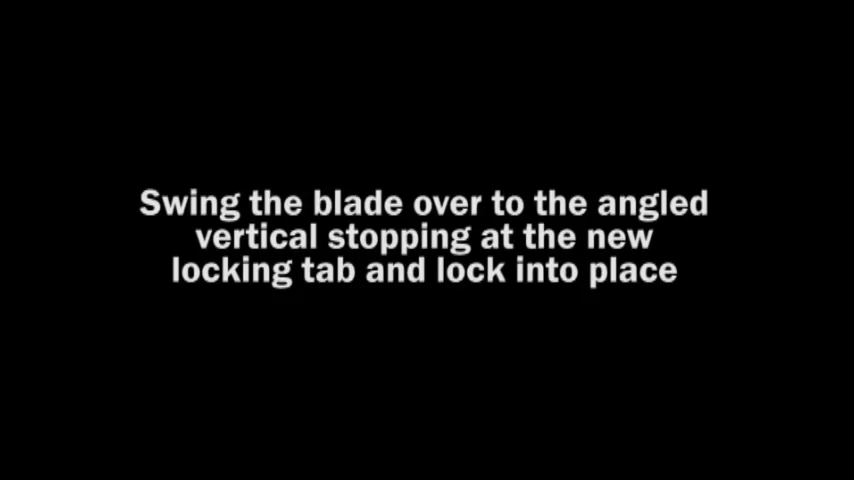 Swing the blade over to the angled
vertical stopping at the new
locking tab and lock into place